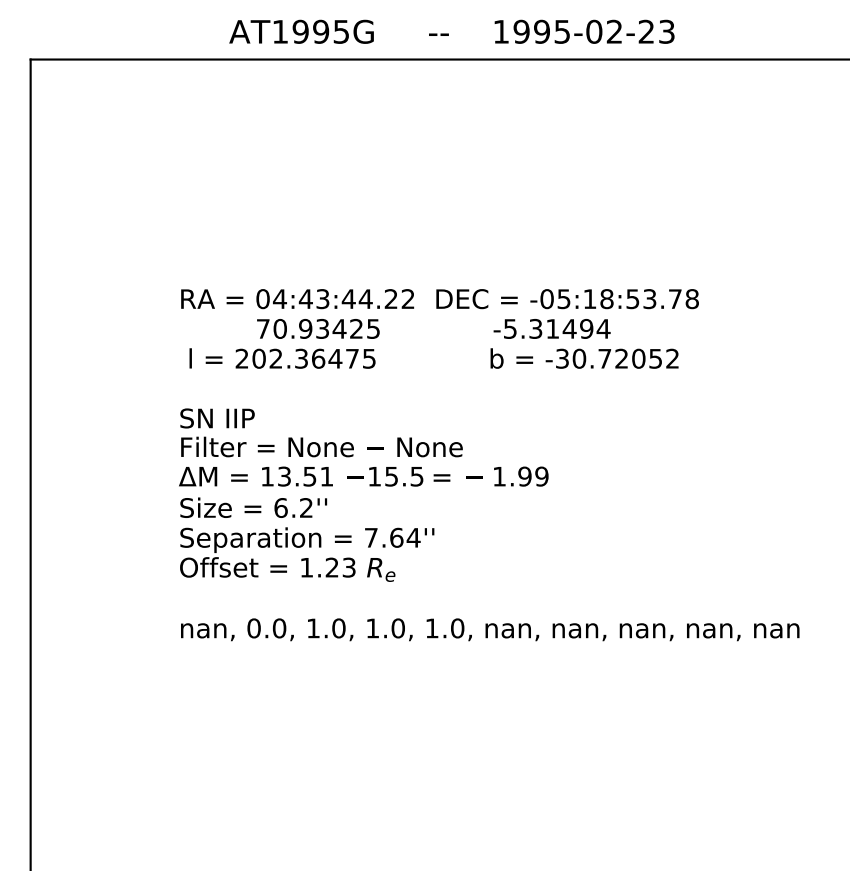 AT1995G -- 1995-02-23
RA = 04:43:44.22 DEC = -05:18:53.78
70.93425 -5.31494
l = 202.36475 b = -30.72052
SN IIP
Filter = None − None
ΔM = 13.51 −15.5 = − 1.99
Size = 6.2''
Separation = 7.64''
Offset = 1.23 Rₑ
nan, 0.0, 1.0, 1.0, 1.0, nan, nan, nan, nan, nan